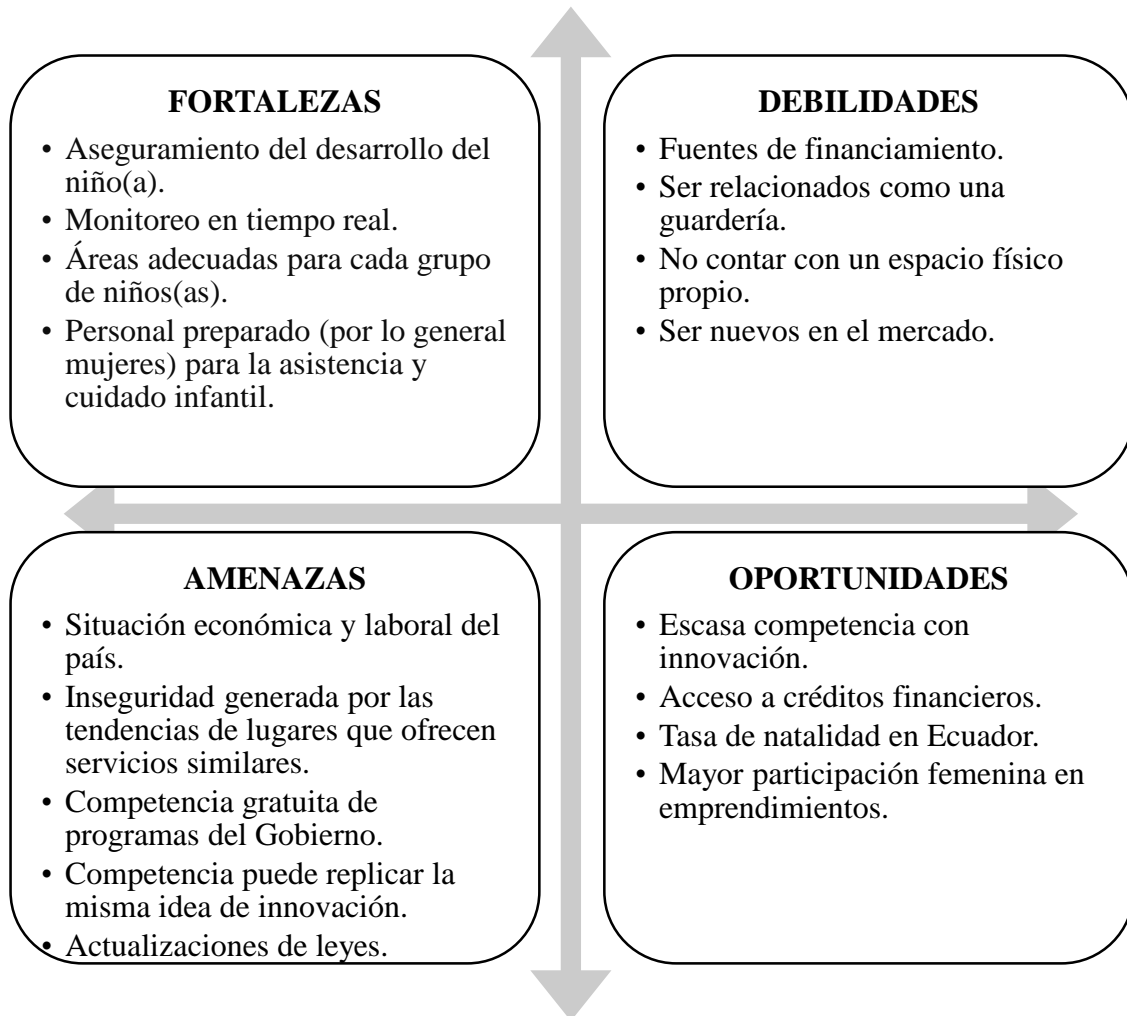 FORTALEZAS
• Aseguramiento del desarrollo del
niño(a).
• Monitoreo en tiempo real.
• Áreas adecuadas para cada grupo
de niños(as).
• Personal preparado (por lo general
mujeres) para la asistencia y
cuidado infantil.
DEBILIDADES
• Fuentes de financiamiento.
• Ser relacionados como una
guardería.
• No contar con un espacio físico
propio.
• Ser nuevos en el mercado.
AMENAZAS
• Situación económica y laboral del
país.
• Inseguridad generada por las
tendencias de lugares que ofrecen
servicios similares.
• Competencia gratuita de
programas del Gobierno.
• Competencia puede replicar la
misma idea de innovación.
• Actualizaciones de leyes.
OPORTUNIDADES
• Escasa competencia con
innovación.
• Acceso a créditos financieros.
• Tasa de natalidad en Ecuador.
• Mayor participación femenina en
emprendimientos.